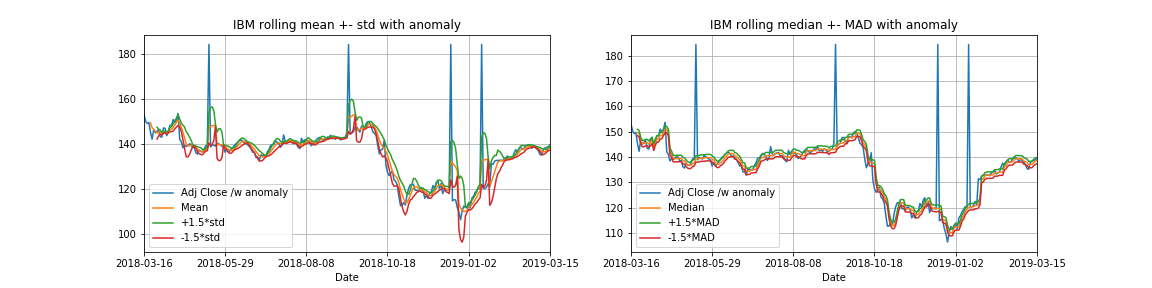 IBM rolling mean +- std with anomaly
180
160
140
120
100
Adj Close /w anomaly
Mean
+1.5*std
-1.5*std
2018-03-16 2018-05-29 2018-08-08 2018-10-18 2019-01-02 2019-03-15
Date
IBM rolling median +- MAD with anomaly
180
170
160
150
140
130
120
110
Adj Close /w anomaly
Median
+1.5*MAD
-1.5*MAD
2018-03-16 2018-05-29 2018-08-08 2018-10-18 2019-01-02 2019-03-15
Date